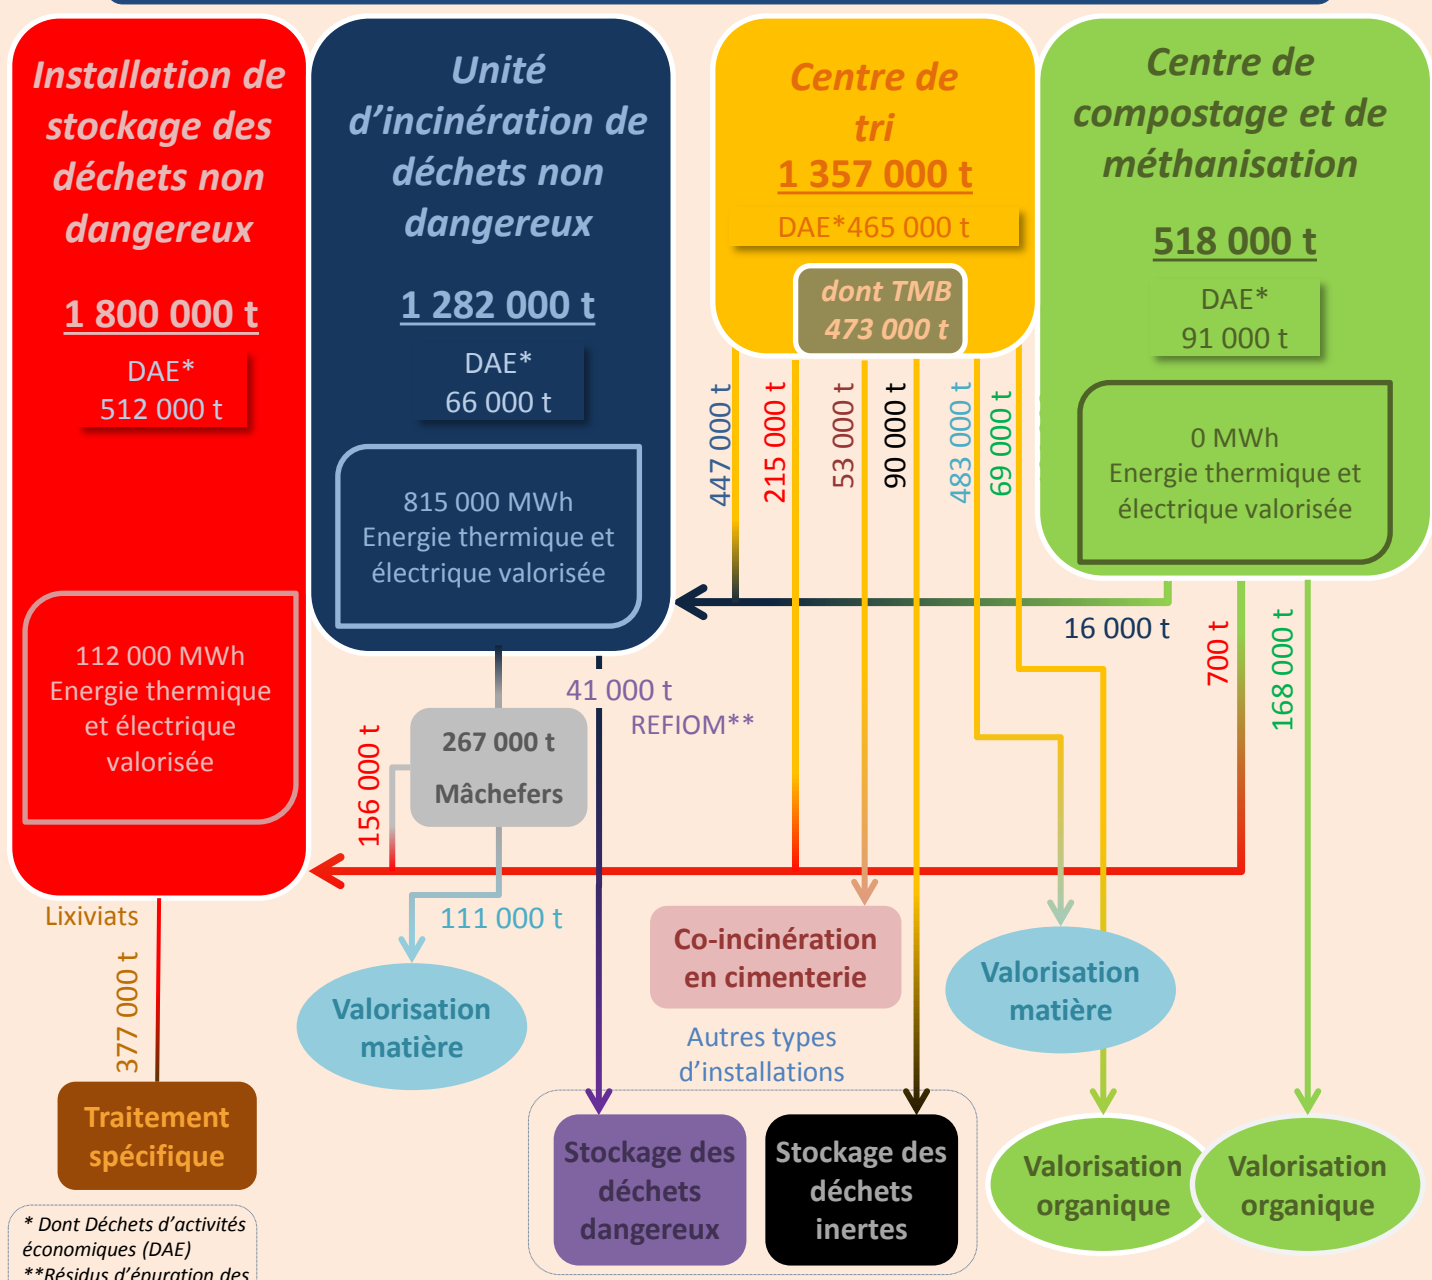 Installation de
stockage des
déchets non
dangereux
1 800 000 t
DAE*
512 000 t
112 000 MWh
Energie thermique
et électrique
valorisée
Unité
d'incinération de
déchets non
dangereux
1 282 000 t
DAE*
66 000 t
815 000 MWh
Energie thermique et
électrique valorisée
Centre de
tri
1 357 000 t
DAE*465 000 t
dont TMB
473 000 t
Centre de
compostage et de
méthanisation
518 000 t
DAE*
91 000 t
0 MWh
Energie thermique et
électrique valorisée
447 000 t
215 000 t
53 000 t
90 000 t
483 000 t
69 000 t
16 000 t
700 t
168 000 t
41 000 t
REFIOM**
267 000 t
Mâchefers
156 000 t
111 000 t
Lixiviats
377 000 t
Valorisation
matière
Co-incinération
en cimenterie
Valorisation
matière
Autres types
d'installations
Traitement
spécifique
Stockage des
déchets
dangereux
Stockage des
déchets
inertes
Valorisation
organique
Valorisation
organique
* Dont Déchets d'activités
économiques (DAE)
**Résidus d'épuration des